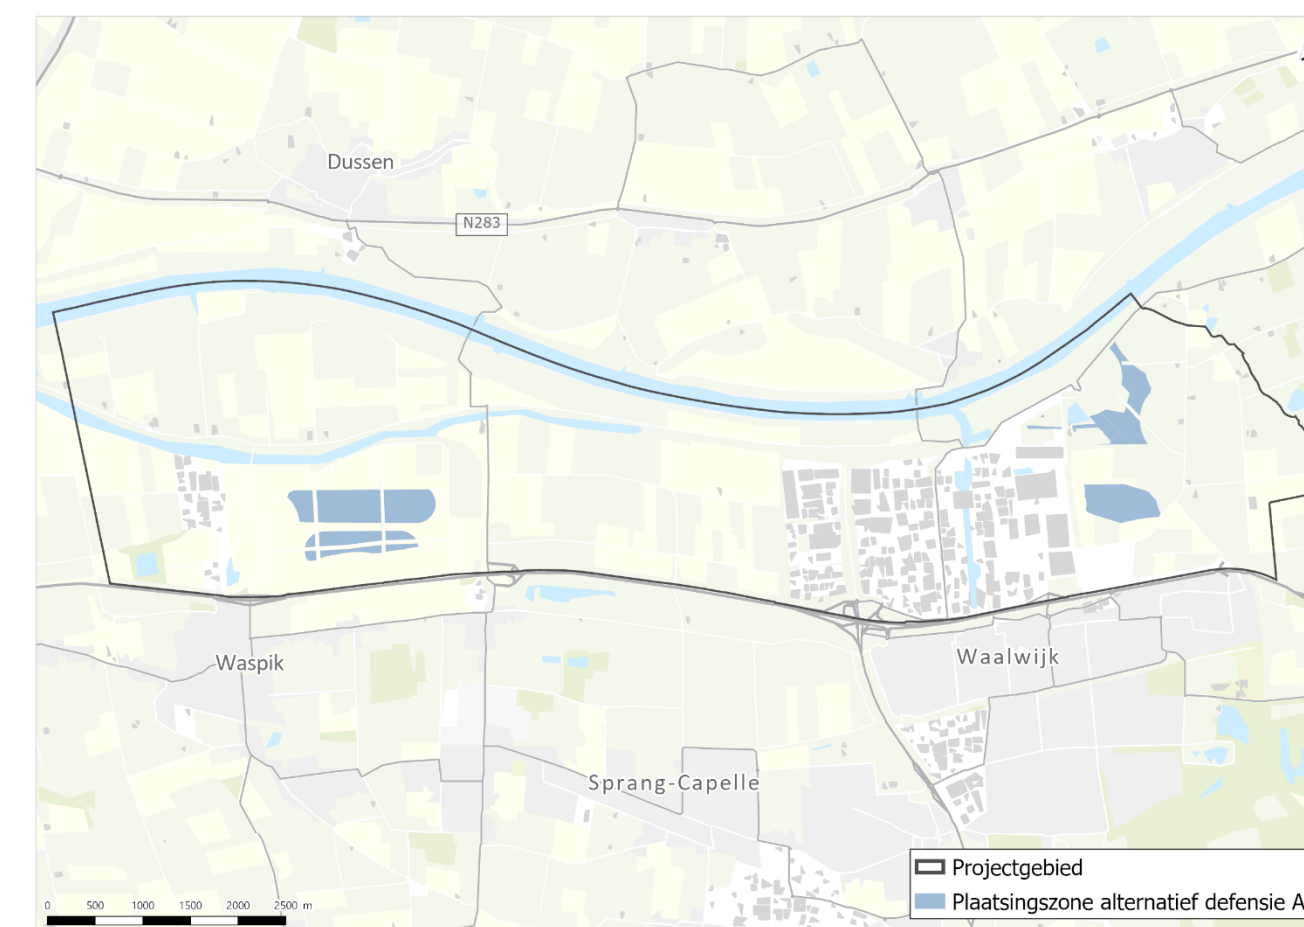 Dussen
N283
Waspik
Waalwijk
Sprang-Capelle
Projectgebied
Plaatsingszone alternatief defensie A
0 500 1000 1500 2000 2500 m